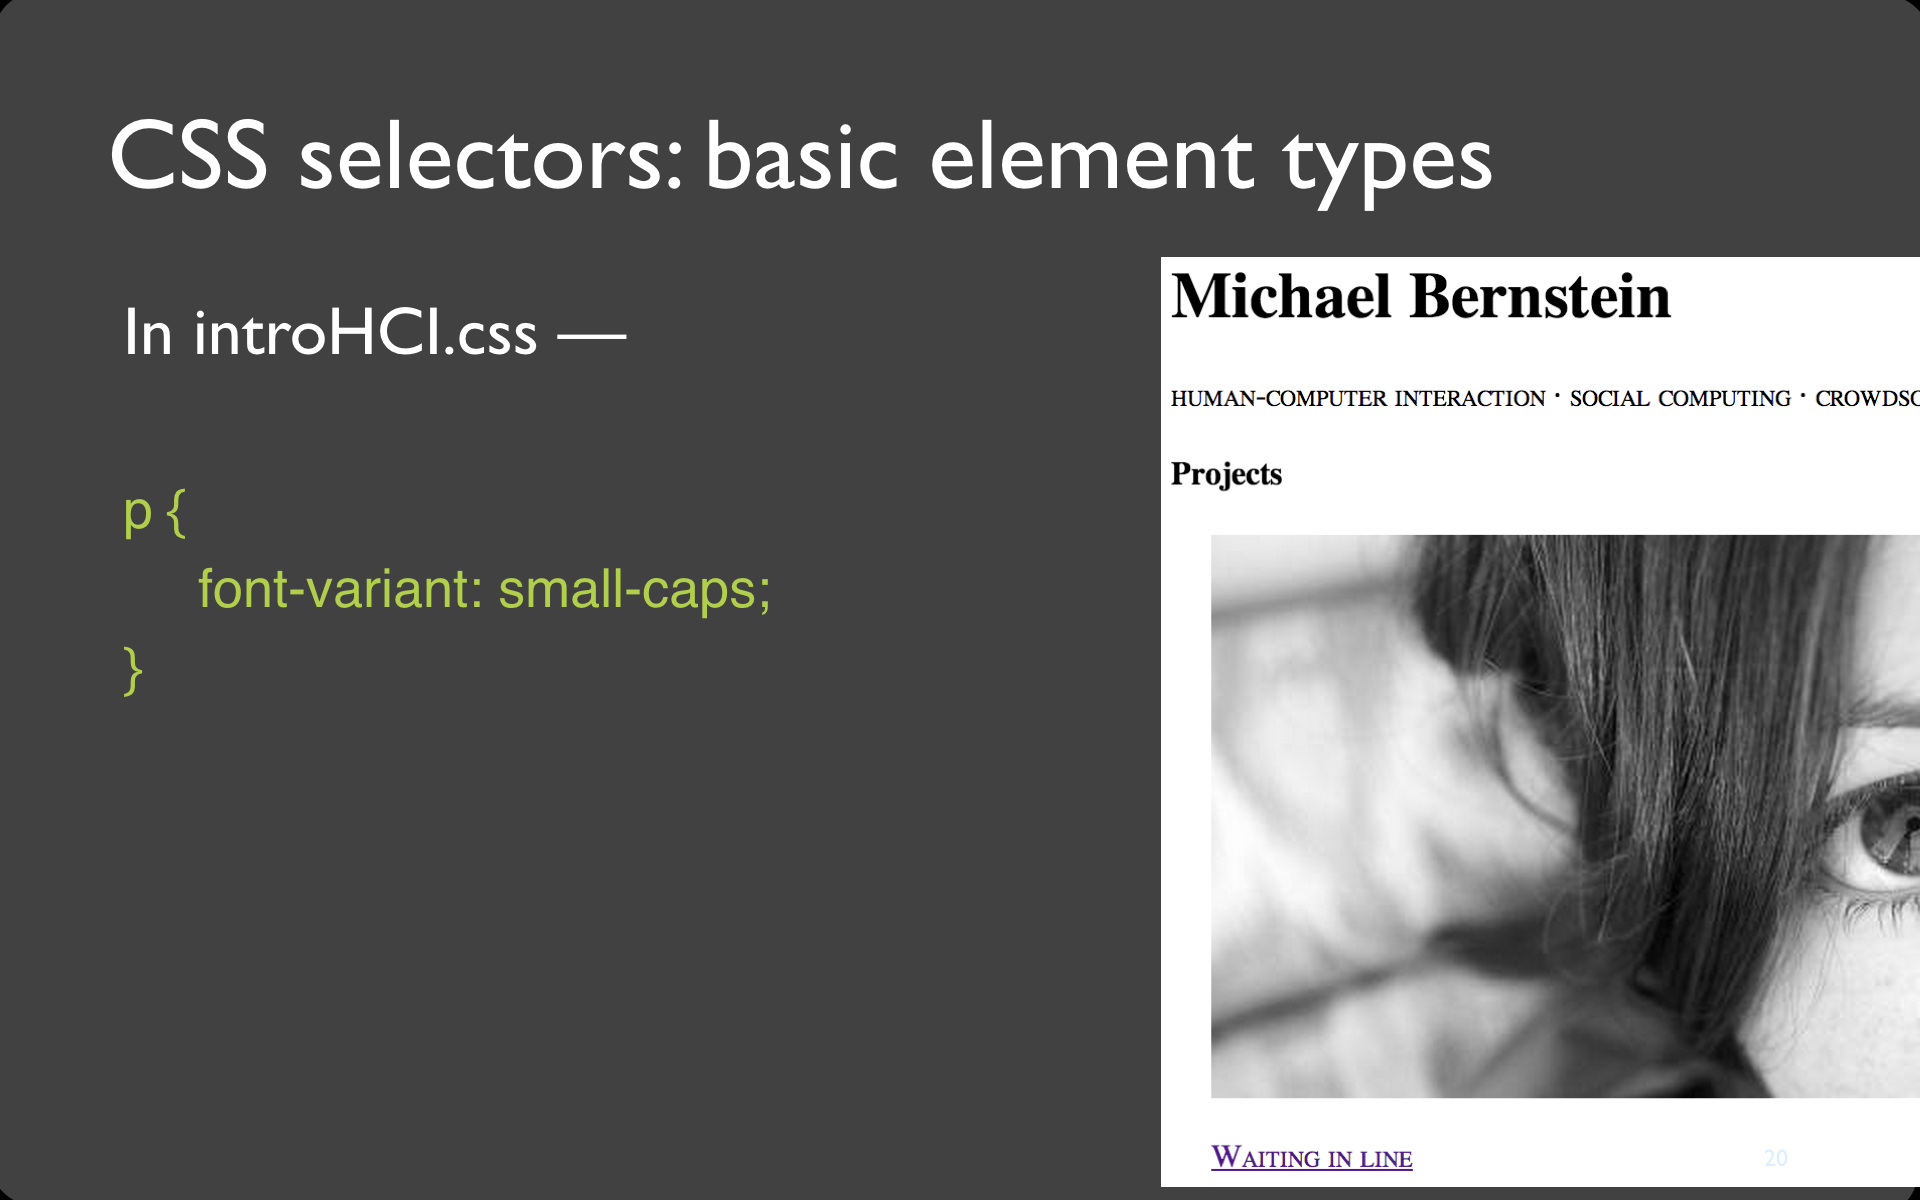 CSS selectors: basic element types
In introHCI.css —
p {
font-variant: small-caps;
}
Michael Bernstein
human-computer interaction · social computing ·
Projects
Waiting in line
20